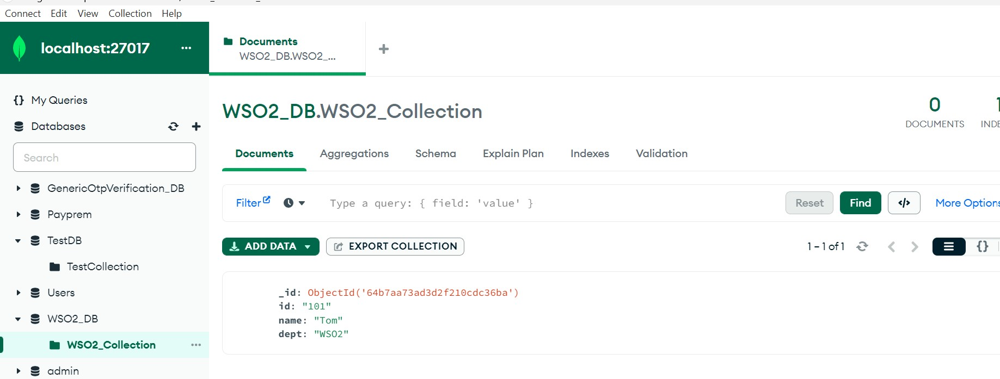 Connect Edit View Collection Help
localhost:27017 ...
Documents
WSO2_DB.WSO2_...
+
{} My Queries
Databases
Search
GenericOtpVerification_DB
Payprem
TestDB
TestCollection
Users
WSO2_DB
WSO2_Collection ...
admin
WSO2_DB.WSO2_Collection
0
DOCUMENTS
1
INDE
Documents Aggregations Schema Explain Plan Indexes Validation
Filter Type a query: { field: 'value' } Reset Find </> More Options
ADD DATA EXPORT COLLECTION 1 – 1 of 1 {}
_id: ObjectId('64b7aa73ad3d2f210cdc36ba')
id: "101"
name: "Tom"
dept: "WSO2"